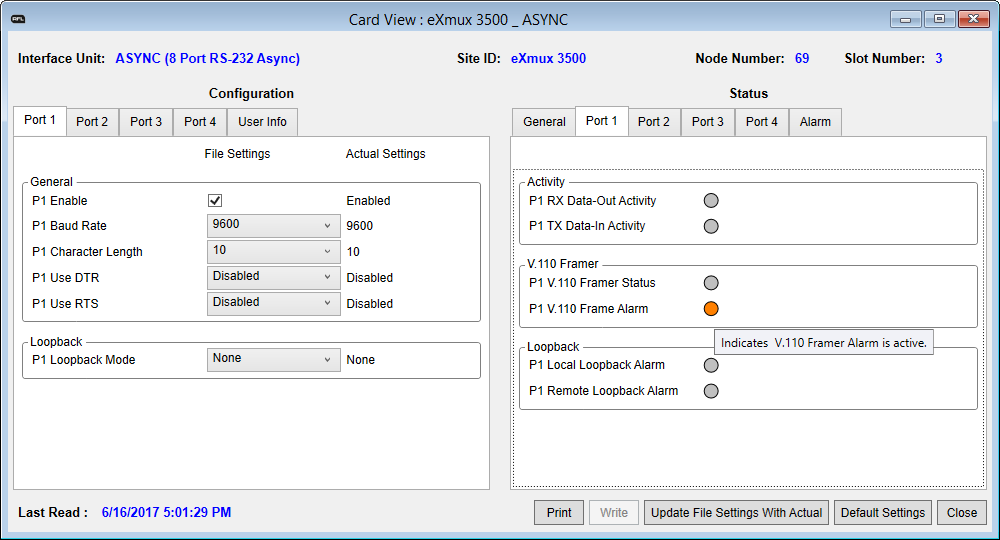 RFL
Card View : eXmux 3500 _ ASYNC
Interface Unit: ASYNC (8 Port RS-232 Async) Site ID: eXmux 3500 Node Number: 69 Slot Number: 3
Configuration
Port 1 Port 2 Port 3 Port 4 User Info
File Settings Actual Settings
General
P1 Enable Enabled
P1 Baud Rate 9600 9600
P1 Character Length 10 10
P1 Use DTR Disabled Disabled
P1 Use RTS Disabled Disabled
Loopback
P1 Loopback Mode None None
Status
General Port 1 Port 2 Port 3 Port 4 Alarm
Activity
P1 RX Data-Out Activity
P1 TX Data-In Activity
V.110 Framer
P1 V.110 Framer Status
P1 V.110 Frame Alarm
Indicates V.110 Framer Alarm is active.
Loopback
P1 Local Loopback Alarm
P1 Remote Loopback Alarm
Last Read : 6/16/2017 5:01:29 PM
Print Write Update File Settings With Actual Default Settings Close